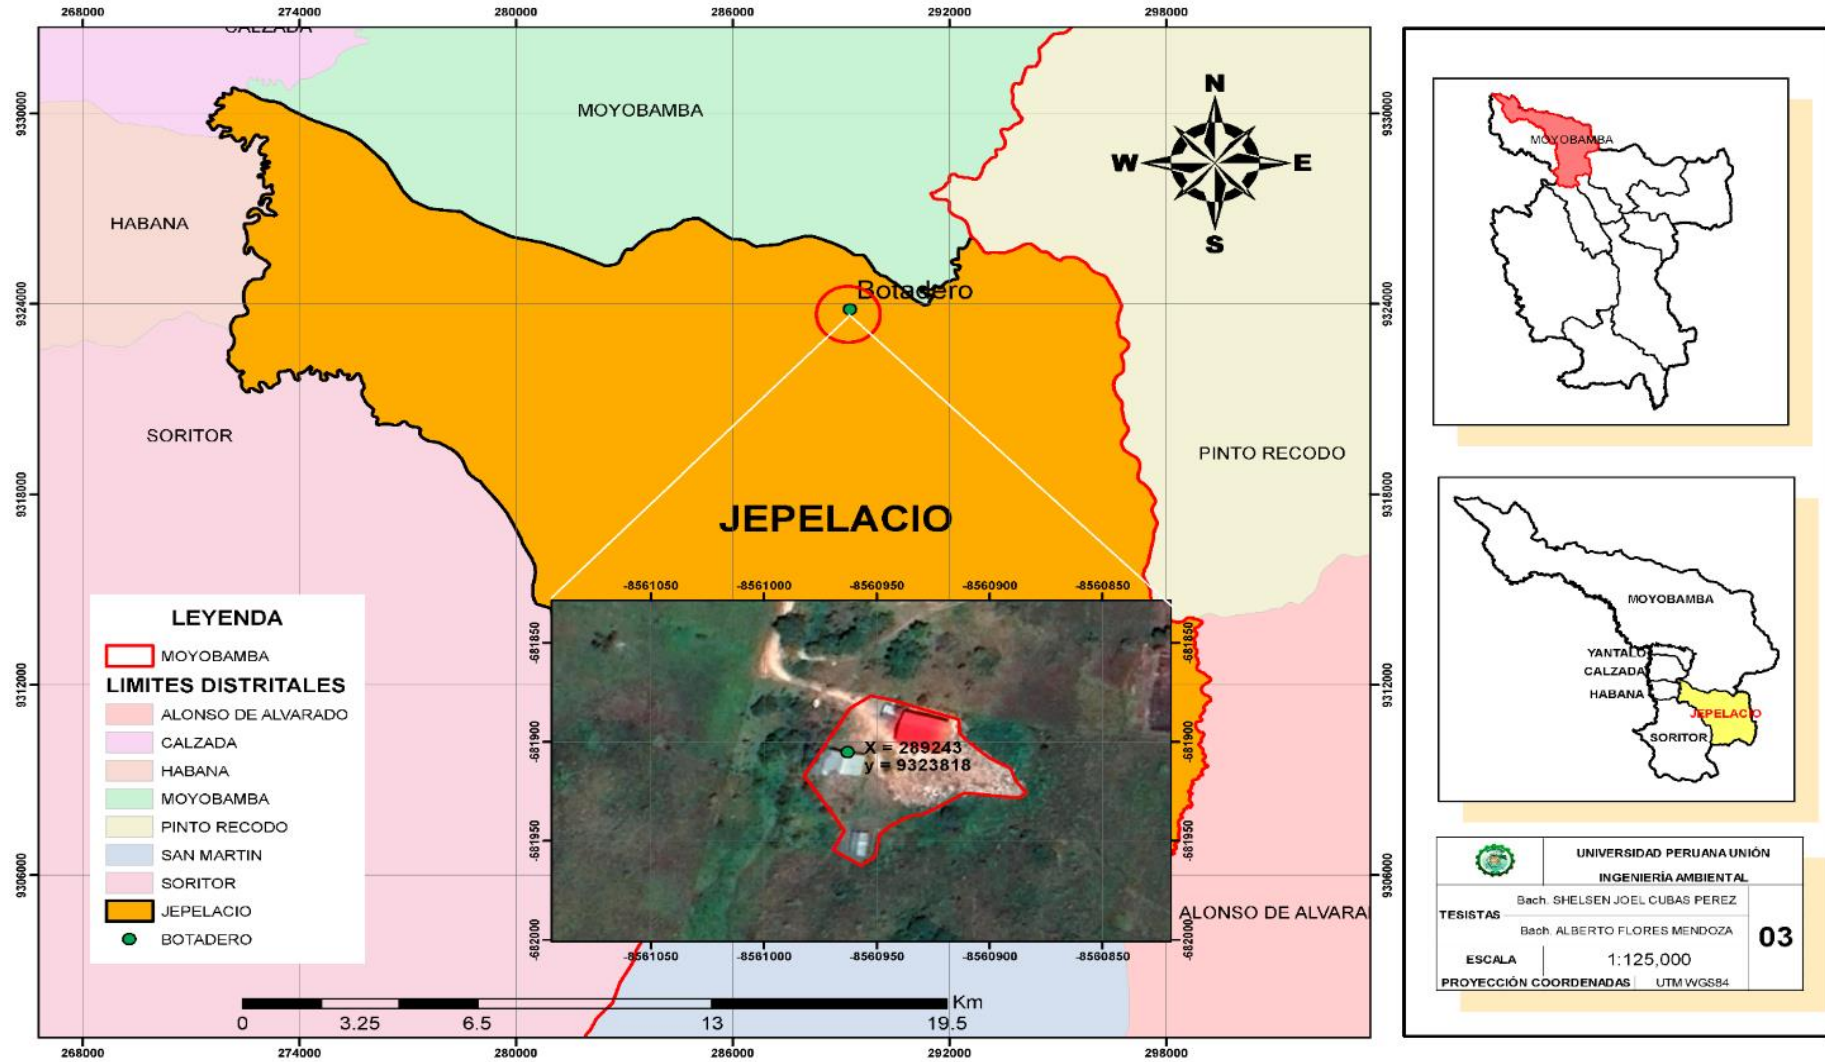 268000 274000 280000 286000 292000 298000
CALZADA
9330000
MOYOBAMBA
9330000
N
W E
S
HABANA
9324000
Botadero
9324000
SORITOR
PINTO RECODO
9318000
JEPELACIO
9318000
-8561050 -8561000 -8560950 -8560900 -8560850
-681850
-681850
9312000
9312000
-681900
X = 289243
y = 9323818
-681900
-681950
-681950
9306000
9306000
ALONSO DE ALVARA
-682000
-682000
-8561050 -8561000 -8560950 -8560900 -8560850
LEYENDA
MOYOBAMBA
LIMITES DISTRITALES
ALONSO DE ALVARADO
CALZADA
HABANA
MOYOBAMBA
PINTO RECODO
SAN MARTIN
SORITOR
JEPELACIO
BOTADERO
Km
0 3.25 6.5 13 19.5
268000 274000 280000 286000 292000 298000
MOYOBAMBA
MOYOBAMBA
YANTALO
CALZADA
HABANA
JEPELACIO
SORITOR
UNIVERSIDAD PERUANA UNIÓN
INGENIERÍA AMBIENTAL
TESISTAS
Bach. SHELSEN JOEL CUBAS PEREZ
Bach. ALBERTO FLORES MENDOZA
03
ESCALA 1:125,000
PROYECCIÓN COORDENADAS UTM WGS84